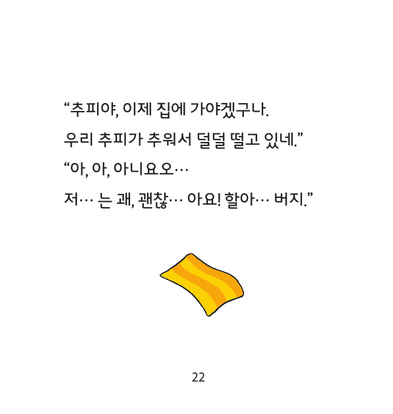 “추피야, 이제 집에 가야겠구나.
우리 추피가 추워서 덜덜 떨고 있네.”
“아, 아, 아니요오…
저… 는 괘, 괜찮… 아요! 할아… 버지.”
22